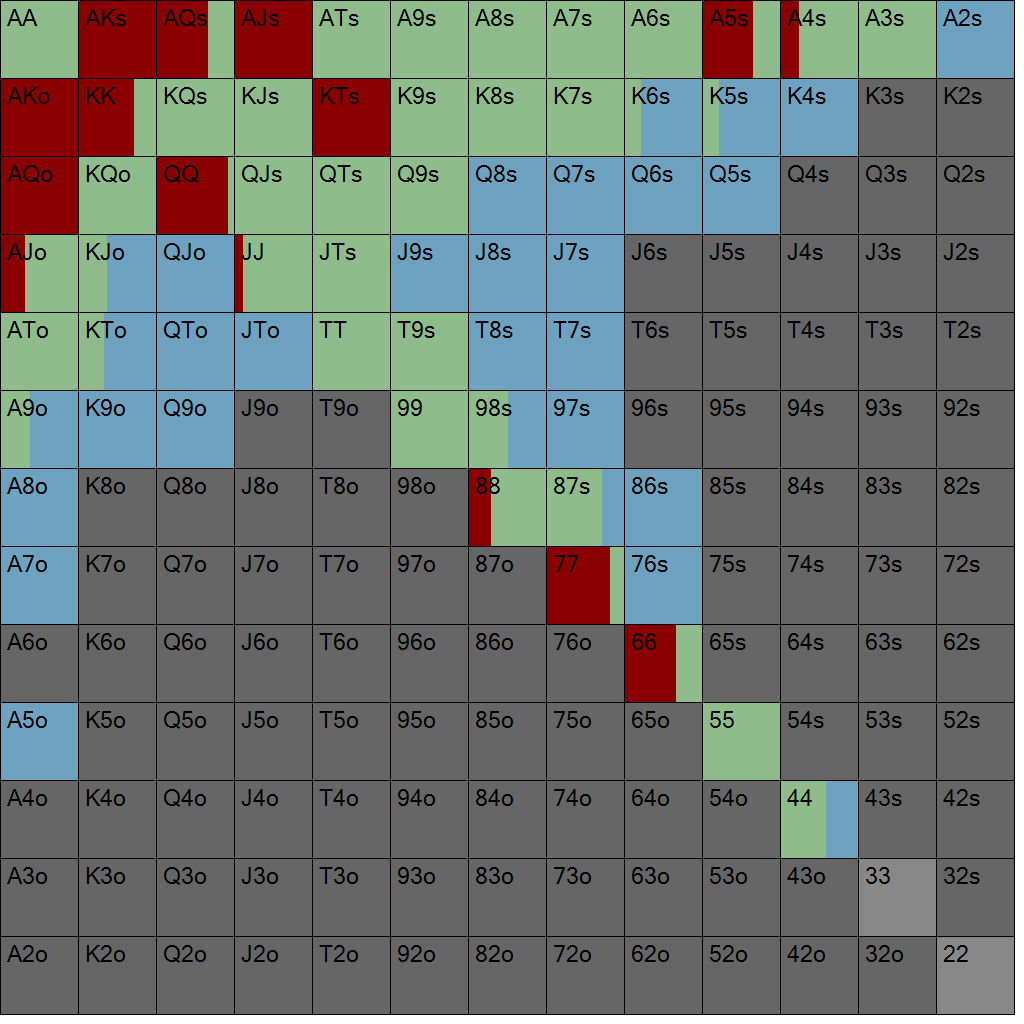 AA AKs AQs AJs ATs A9s A8s A7s A6s A5s A4s A3s A2s
AKo KK KQs KJs KTs K9s K8s K7s K6s K5s K4s K3s K2s
AQo KQo QQ QJs QTs Q9s Q8s Q7s Q6s Q5s Q4s Q3s Q2s
AJo KJo QJo JJ JTs J9s J8s J7s J6s J5s J4s J3s J2s
ATo KTo QTo JTo TT T9s T8s T7s T6s T5s T4s T3s T2s
A9o K9o Q9o J9o T9o 99 98s 97s 96s 95s 94s 93s 92s
A8o K8o Q8o J8o T8o 98o 88 87s 86s 85s 84s 83s 82s
A7o K7o Q7o J7o T7o 97o 87o 77 76s 75s 74s 73s 72s
A6o K6o Q6o J6o T6o 96o 86o 76o 66 65s 64s 63s 62s
A5o K5o Q5o J5o T5o 95o 85o 75o 65o 55 54s 53s 52s
A4o K4o Q4o J4o T4o 94o 84o 74o 64o 54o 44 43s 42s
A3o K3o Q3o J3o T3o 93o 83o 73o 63o 53o 43o 33 32s
A2o K2o Q2o J2o T2o 92o 82o 72o 62o 52o 42o 32o 22